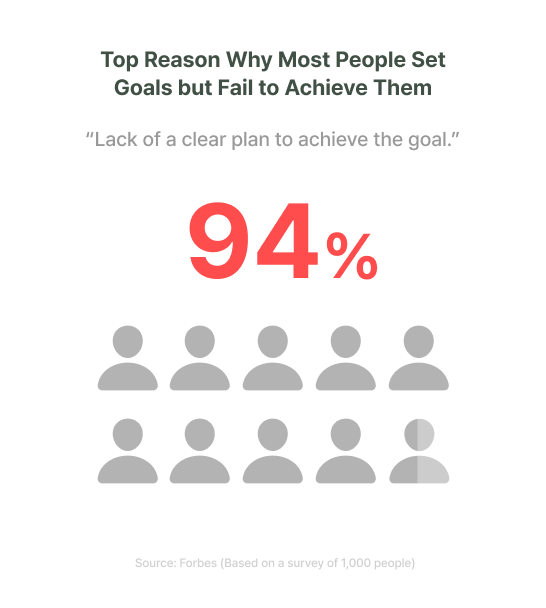 Top Reason Why Most People Set
Goals but Fail to Achieve Them
“Lack of a clear plan to achieve the goal.”
94%
Source: Forbes (Based on a survey of 1,000 people)